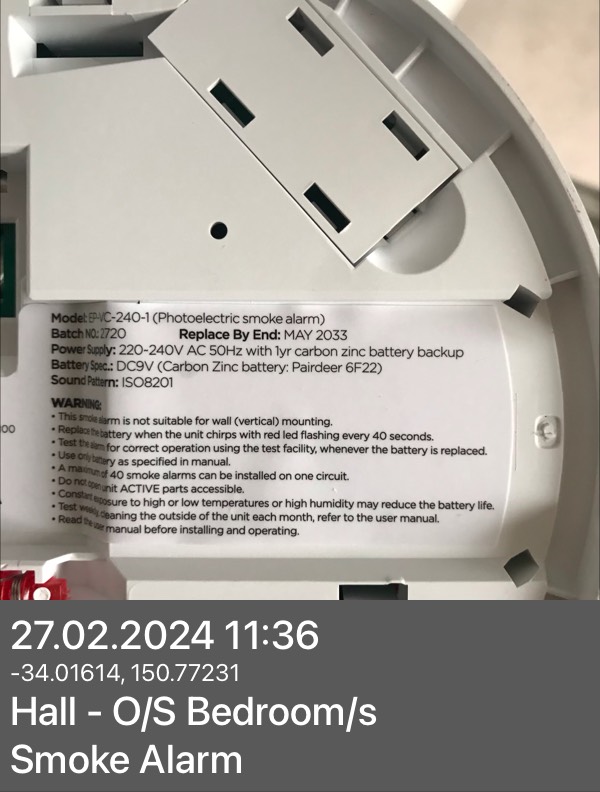 Model: EP-VC-240-1 (Photoelectric smoke alarm)
Batch NO.: 2720 Replace By End: MAY 2033
Power Supply: 220-240V AC 50Hz with 1yr carbon zinc battery backup
Battery Spec.: DC9V (Carbon Zinc battery: Pairdeer 6F22)
Sound Pattern: ISO8201
WARNING:
• This smoke alarm is not suitable for wall (vertical) mounting.
• Replace the battery when the unit chirps with red led flashing every 40 seconds.
• Test the alarm for correct operation using the test facility, whenever the battery is replaced.
• Use only battery as specified in manual.
• A maximum of 40 smoke alarms can be installed on one circuit.
• Do not open unit ACTIVE parts accessible.
• Constant exposure to high or low temperatures or high humidity may reduce the battery life.
• Test weekly, cleaning the outside of the unit each month, refer to the user manual.
• Read the user manual before installing and operating.
27.02.2024 11:36
-34.01614, 150.77231
Hall - O/S Bedroom/s
Smoke Alarm